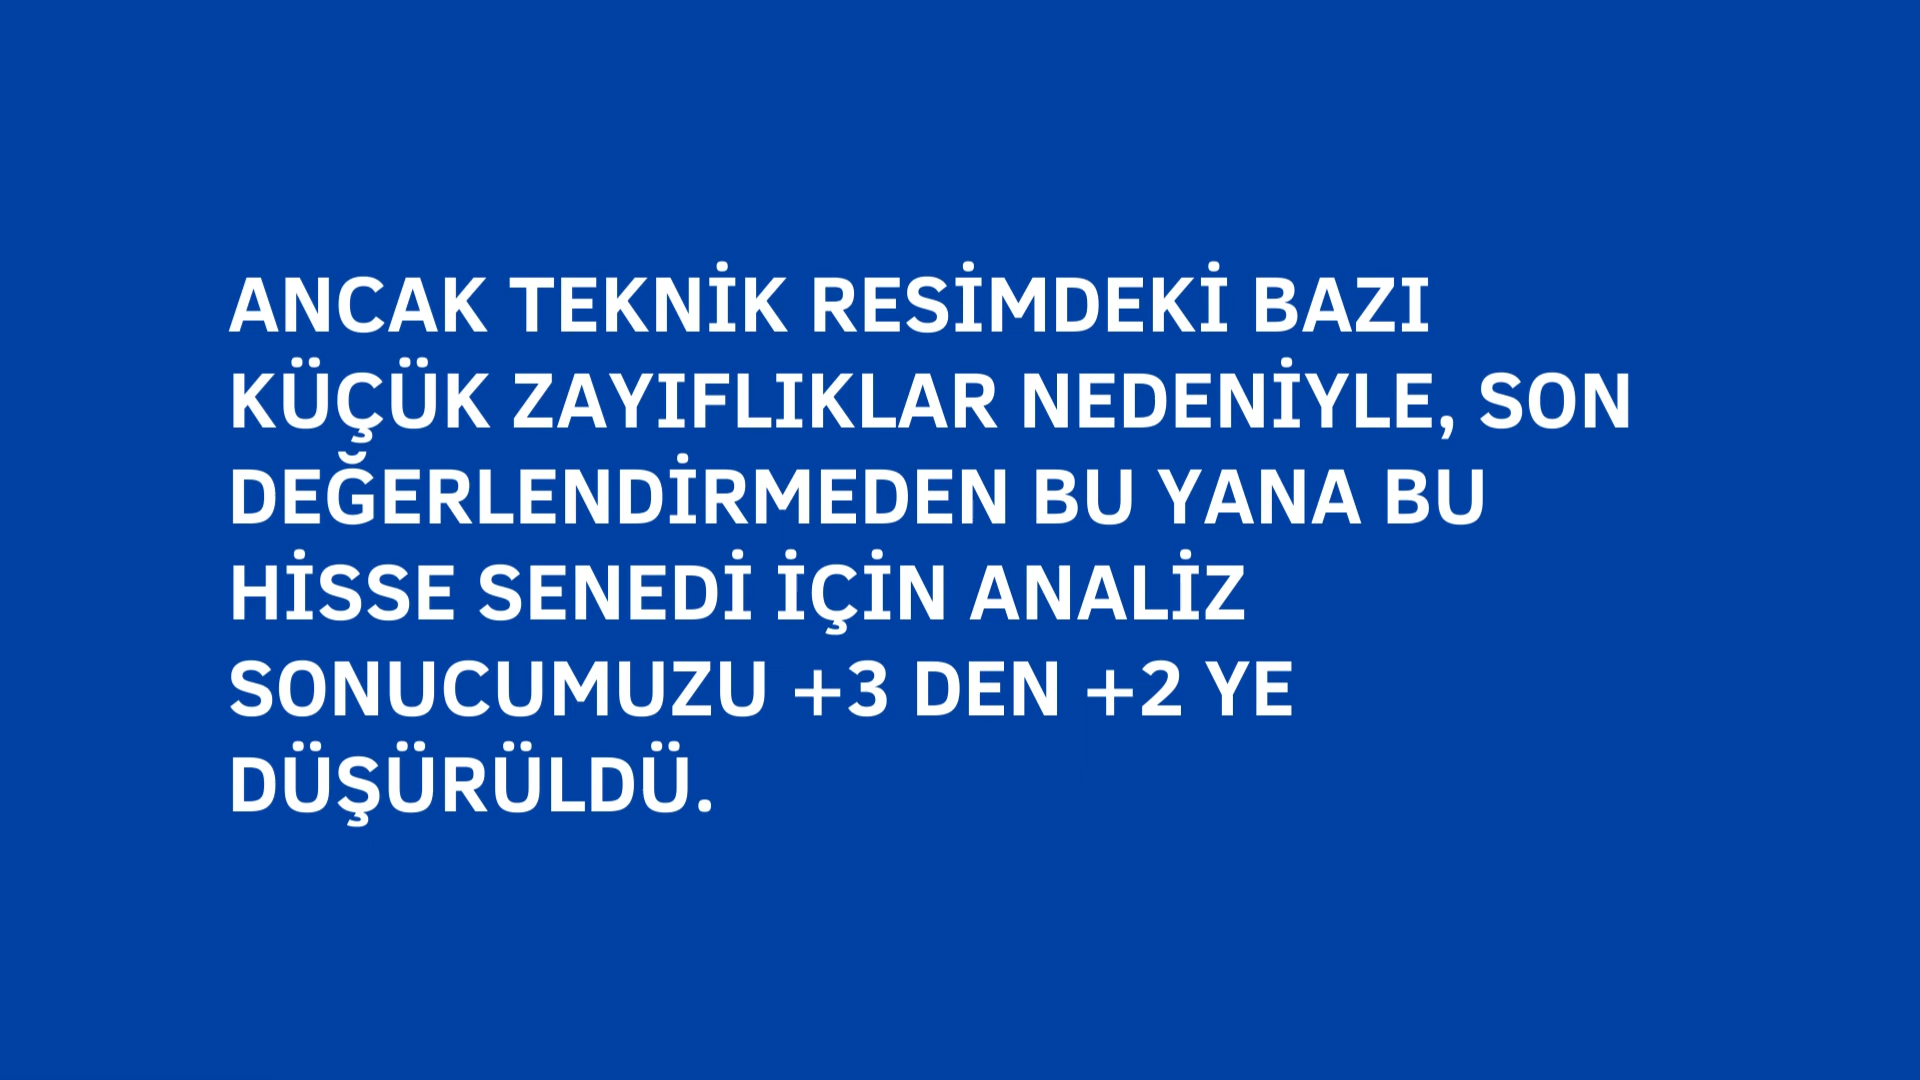 ANCAK TEKNİK RESİMDEKİ BAZI
KÜÇÜK ZAYIFLIKLAR NEDENİYLE, SON
DEĞERLENDİRMEDEN BU YANA BU
HİSSE SENEDİ İÇİN ANALİZ
SONUCUMUZU +3 DEN +2 YE
DÜŞÜRÜLDÜ.